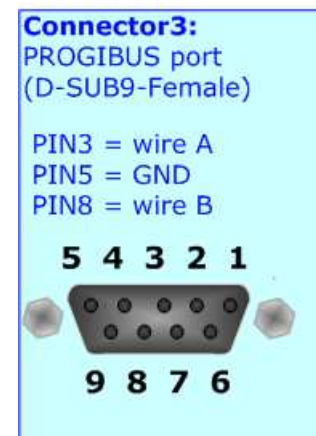 Connector3:
PROGIBUS port
(D-SUB9-Female)
PIN3 = wire A
PIN5 = GND
PIN8 = wire B
5 4 3 2 1
9 8 7 6